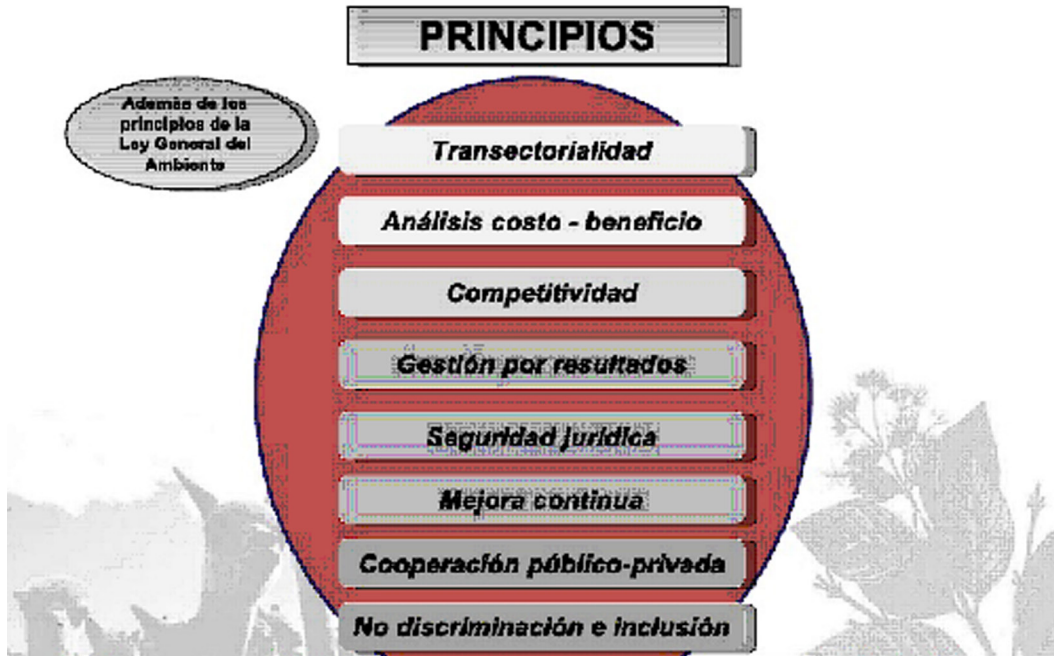 PRINCIPIOS
Además de los
principios de la
Ley General del
Ambiente
Transectorialidad
Análisis costo - beneficio
Competitividad
Gestión por resultados
Seguridad jurídica
Mejora continua
Cooperación público-privada
No discriminación e inclusión